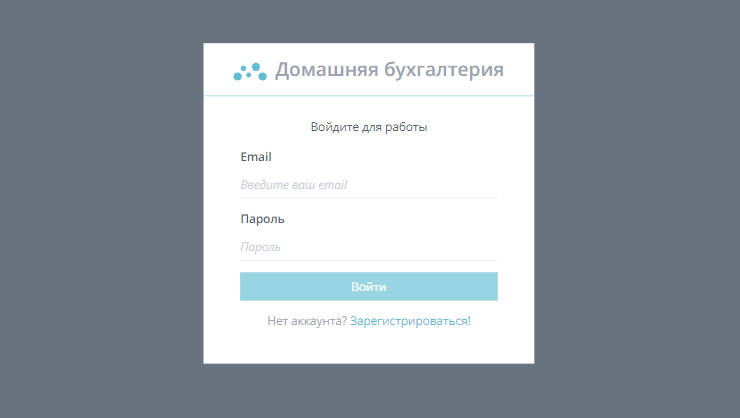 Домашняя бухгалтерия
Войдите для работы
Email
Введите ваш email
Пароль
Пароль
Войти
Нет аккаунта? Зарегистрироваться!